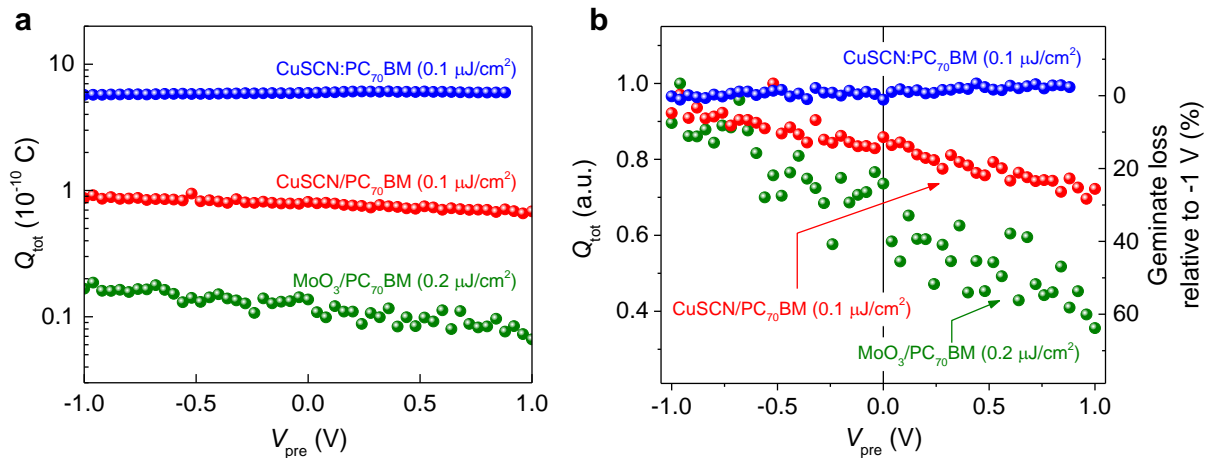 a
Q_tot (10^-10 C)
10
1
0.1
CuSCN:PC70BM (0.1 μJ/cm²)
CuSCN/PC70BM (0.1 μJ/cm²)
MoO3/PC70BM (0.2 μJ/cm²)
-1.0 -0.5 0.0 0.5 1.0
V_pre (V)
b
Q_tot (a.u.)
1.0
0.8
0.6
0.4
CuSCN:PC70BM (0.1 μJ/cm²)
CuSCN/PC70BM (0.1 μJ/cm²)
MoO3/PC70BM (0.2 μJ/cm²)
0
20
40
60
Geminate loss
relative to -1 V (%)
-1.0 -0.5 0.0 0.5 1.0
V_pre (V)